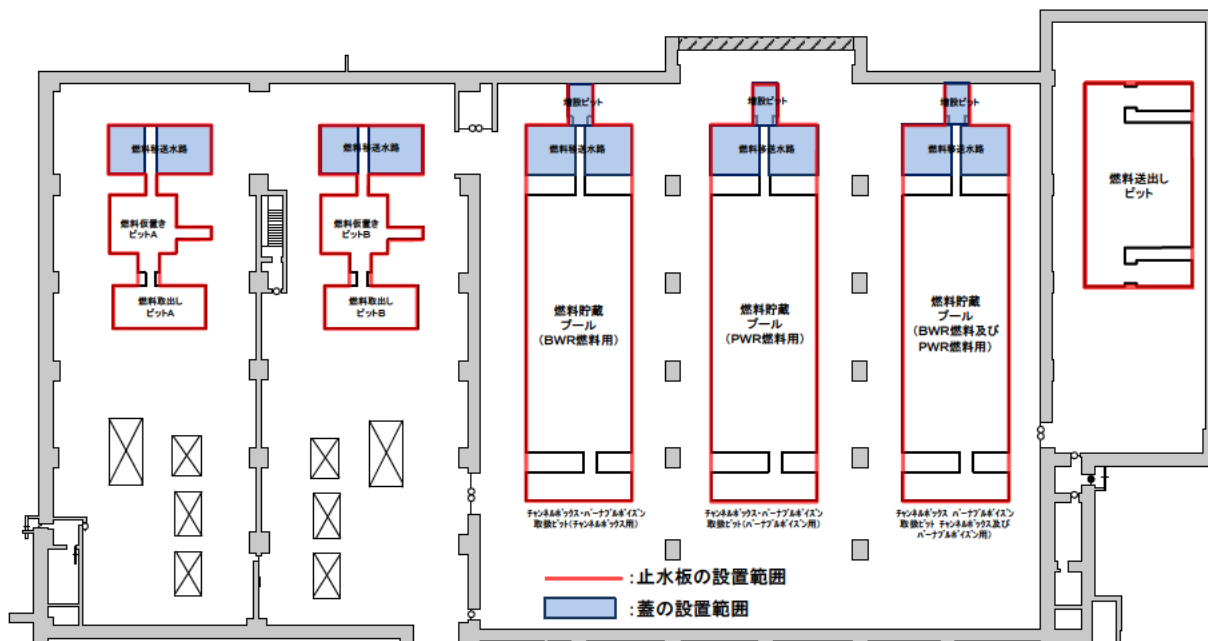 増設ピット
増設ピット
増設ピット
燃料移送水路
燃料移送水路
燃料移送水路
燃料移送水路
燃料移送水路
燃料送出し
ピット
燃料仮置き
ピットA
燃料仮置き
ピットB
燃料取出し
ピットA
燃料取出し
ピットB
燃料貯蔵
プール
(BWR燃料用)
燃料貯蔵
プール
(PWR燃料用)
燃料貯蔵
プール
(BWR燃料及び
PWR燃料用)
チャンネルボックス・バーナブルポイズン
取扱ピット(チャンネルボックス用)
チャンネルボックス・バーナブルポイズン
取扱ピット(バーナブルポイズン用)
チャンネルボックス バーナブルポイズン
取扱ピット チャンネルボックス及び
バーナブルポイズン用)
:止水板の設置範囲
:蓋の設置範囲